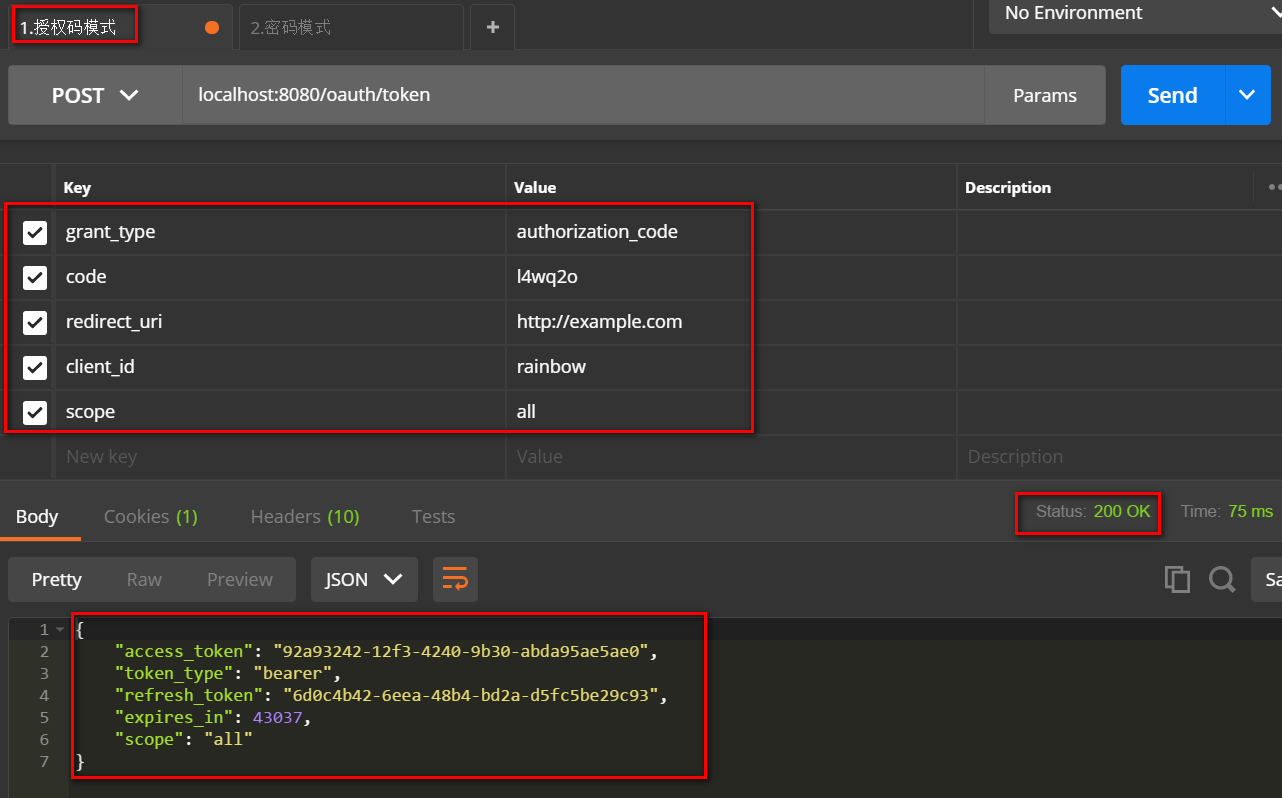 1.授权码模式 2.密码模式 + No Environment
POST localhost:8080/oauth/token Params Send
Key Value Description
grant_type authorization_code
code l4wq2o
redirect_uri http://example.com
client_id rainbow
scope all
New key Value Description
Body Cookies (1) Headers (10) Tests Status: 200 OK Time: 75 ms
Pretty Raw Preview JSON Sa
1 {
2 "access_token": "92a93242-12f3-4240-9b30-abda95ae5ae0",
3 "token_type": "bearer",
4 "refresh_token": "6d0c4b42-6eea-48b4-bd2a-d5fc5be29c93",
5 "expires_in": 43037,
6 "scope": "all"
7 }